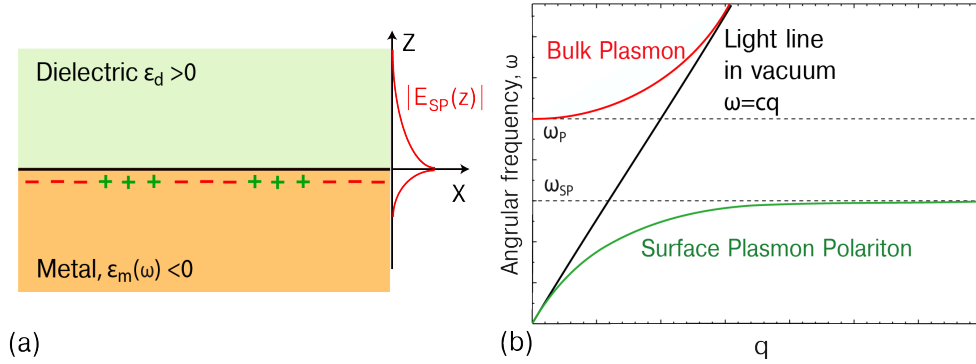 Dielectric ε_d >0
Z
|E_SP(z)|
X
Metal, ε_m(ω) <0
(a)
Angrular frequency, ω
Bulk Plasmon
Light line
in vacuum
ω=cq
ω_P
ω_SP
Surface Plasmon Polariton
(b)
q